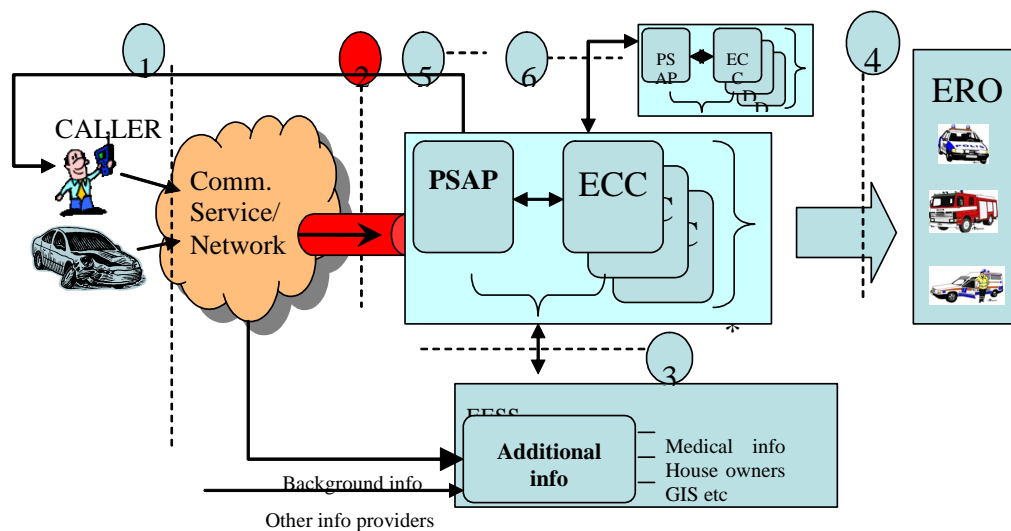 1
2
5
6
4
PS
AP
EC
C
D
D
ERO
CALLER
POLIS
Comm.
Service/
Network
PSAP
ECC
C
C
*
3
Additional
info
Medical info
House owners
GIS etc
Background info
Other info providers